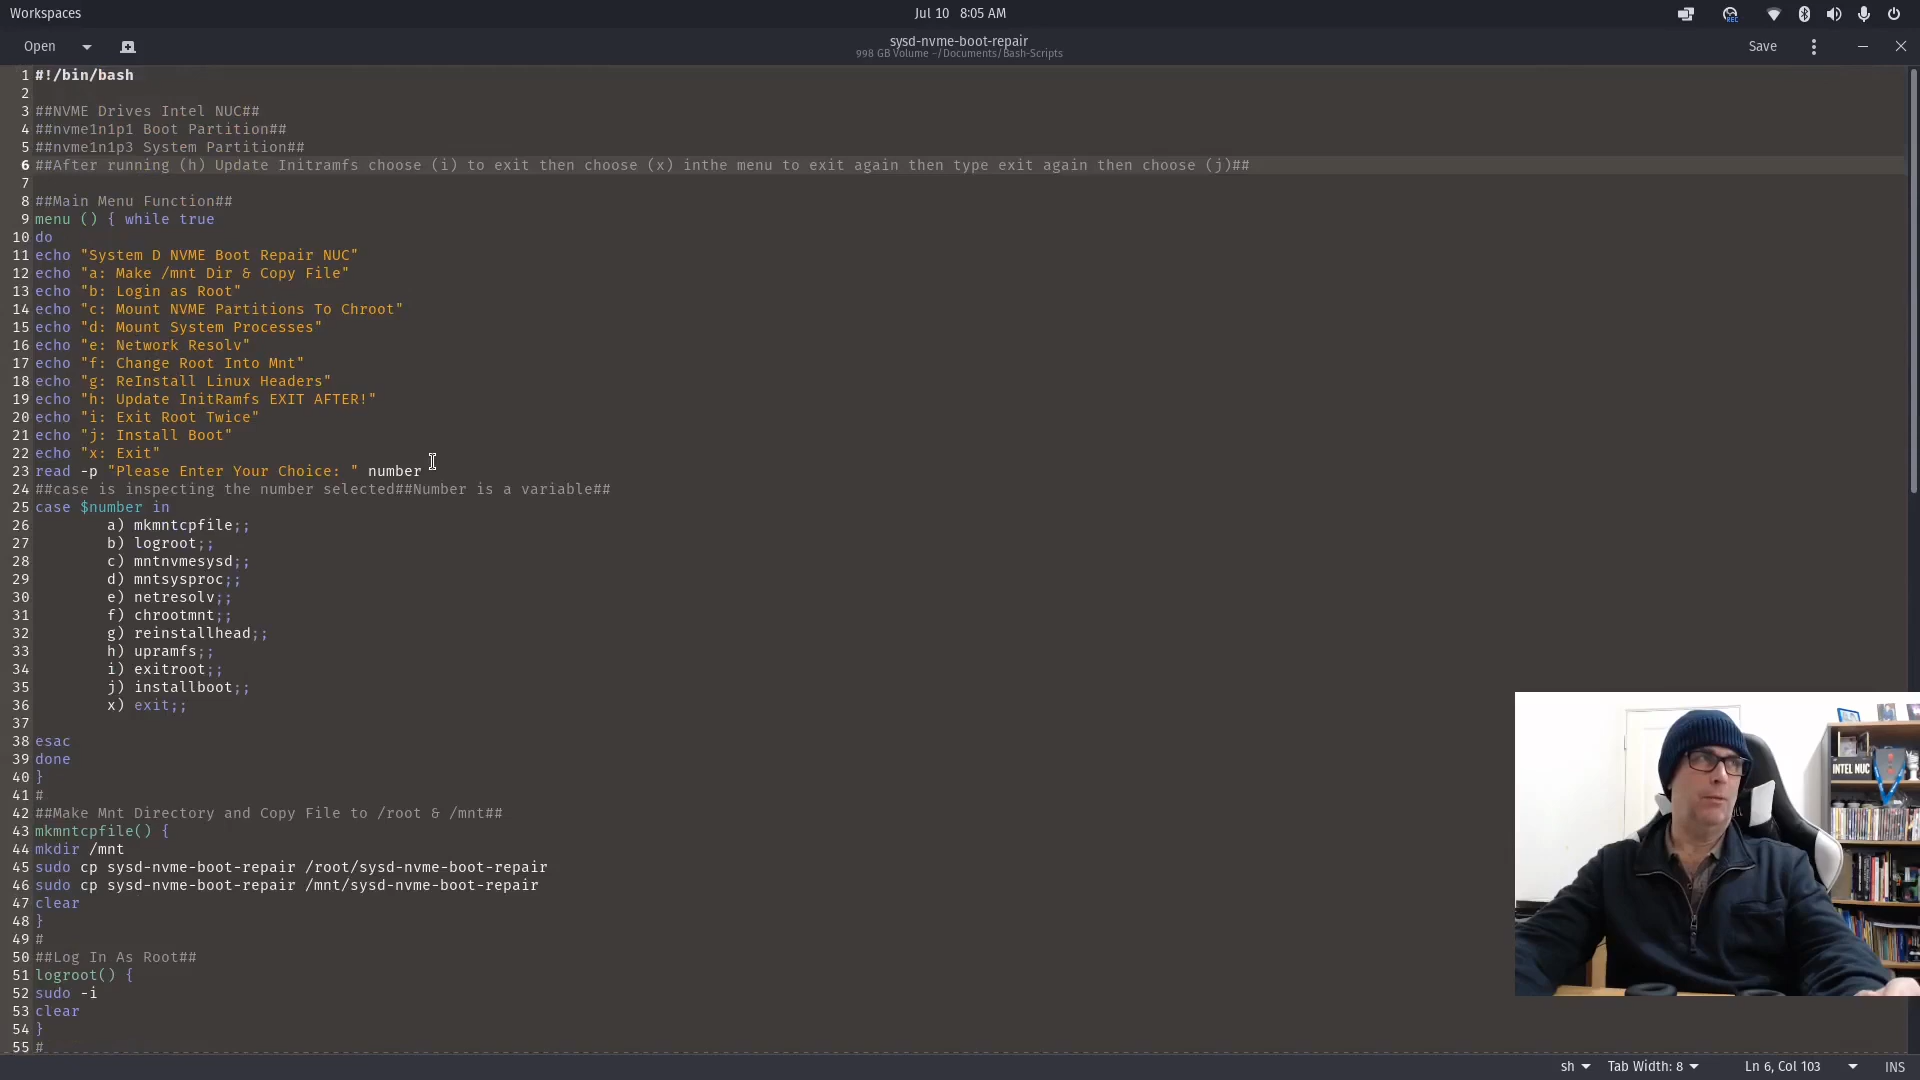 Workspaces
Jul 10 8:05 AM
REC
Open
sysd-nvme-boot-repair
998 GB Volume ~/Documents/Bash-Scripts
Save
1 #!/bin/bash
2
3 ##NVME Drives Intel NUC##
4 ##nvme1n1p1 Boot Partition##
5 ##nvme1n1p3 System Partition##
6 ##After running (h) Update Initramfs choose (i) to exit then choose (x) inthe menu to exit again then type exit again then choose (j)##
7
8 ##Main Menu Function##
9 menu () { while true
10 do
11 echo "System D NVME Boot Repair NUC"
12 echo "a: Make /mnt Dir & Copy File"
13 echo "b: Login as Root"
14 echo "c: Mount NVME Partitions To Chroot"
15 echo "d: Mount System Processes"
16 echo "e: Network Resolv"
17 echo "f: Change Root Into Mnt"
18 echo "g: ReInstall Linux Headers"
19 echo "h: Update InitRamfs EXIT AFTER!"
20 echo "i: Exit Root Twice"
21 echo "j: Install Boot"
22 echo "x: Exit"
23 read -p "Please Enter Your Choice: " number
24 ##case is inspecting the number selected##Number is a variable##
25 case $number in
26 a) mkmntcpfile;;
27 b) logroot;;
28 c) mntnvmesysd;;
29 d) mntsysproc;;
30 e) netresolv;;
31 f) chrootmnt;;
32 g) reinstallhead;;
33 h) upramfs;;
34 i) exitroot;;
35 j) installboot;;
36 x) exit;;
37
38 esac
39 done
40 }
41 #
42 ##Make Mnt Directory and Copy File to /root & /mnt##
43 mkmntcpfile() {
44 mkdir /mnt
45 sudo cp sysd-nvme-boot-repair /root/sysd-nvme-boot-repair
46 sudo cp sysd-nvme-boot-repair /mnt/sysd-nvme-boot-repair
47 clear
48 }
49 #
50 ##Log In As Root##
51 logroot() {
52 sudo -i
53 clear
54 }
55 #
INTEL NUC
sh
Tab Width: 8
Ln 6, Col 103
INS